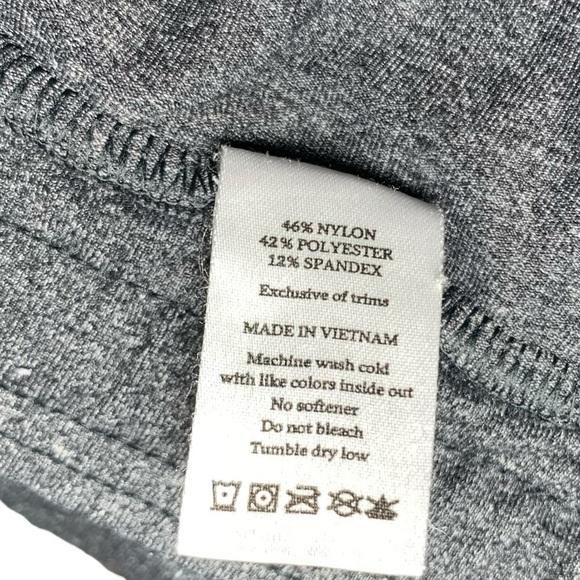 46% NYLON
42% POLYESTER
12% SPANDEX
Exclusive of trims
MADE IN VIETNAM
Machine wash cold
with like colors inside out
No softener
Do not bleach
Tumble dry low